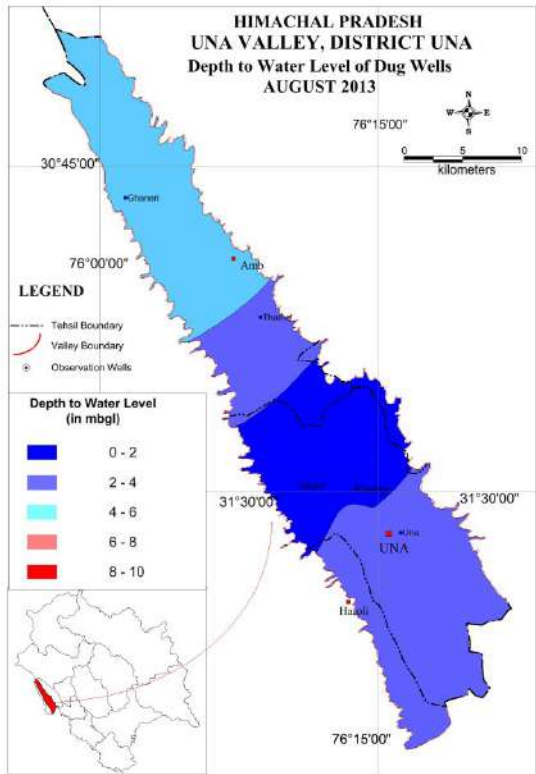 HIMACHAL PRADESH
UNA VALLEY, DISTRICT UNA
Depth to Water Level of Dug Wells
AUGUST 2013
N
W E
S
76°15'00"
0 5 10
kilometers
30°45'00"
Ghanari
76°00'00"
Amb
LEGEND
Tehsil Boundary
Valley Boundary
Observation Wells
Depth to Water Level
(in mbgl)
0 - 2
2 - 4
4 - 6
6 - 8
8 - 10
31°30'00"
31°30'00"
Una
UNA
Haroli
76°15'00"